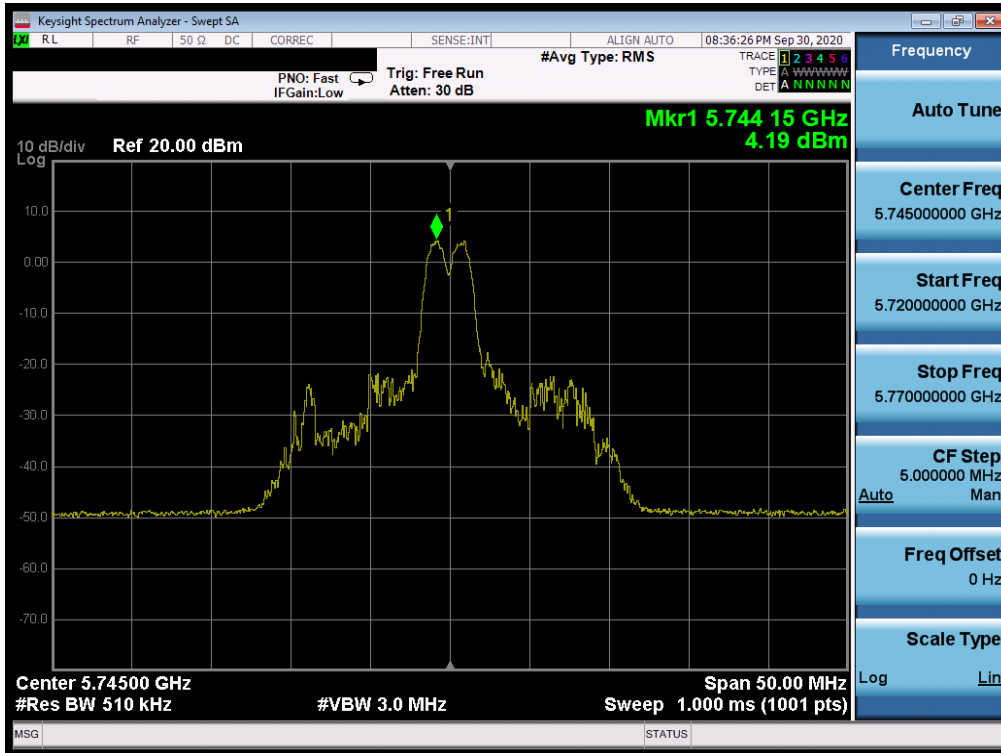 Keysight Spectrum Analyzer - Swept SA
LXI RL RF 50 Ω DC CORREC SENSE:INT ALIGN AUTO 08:36:26 PM Sep 30, 2020
Frequency
#Avg Type: RMS
TRACE 1 2 3 4 5 6
TYPE A WWWWW
DET A N N N N N
PNO: Fast
IFGain:Low
Trig: Free Run
Atten: 30 dB
Auto Tune
Mkr1 5.744 15 GHz
4.19 dBm
10 dB/div Ref 20.00 dBm
Log
1
10.0
0.00
-10.0
-20.0
-30.0
-40.0
-50.0
-60.0
-70.0
Center Freq
5.745000000 GHz
Start Freq
5.720000000 GHz
Stop Freq
5.770000000 GHz
CF Step
5.000000 MHz
Auto Man
Freq Offset
0 Hz
Scale Type
Log Lin
Center 5.74500 GHz Span 50.00 MHz
#Res BW 510 kHz #VBW 3.0 MHz Sweep 1.000 ms (1001 pts)
MSG STATUS